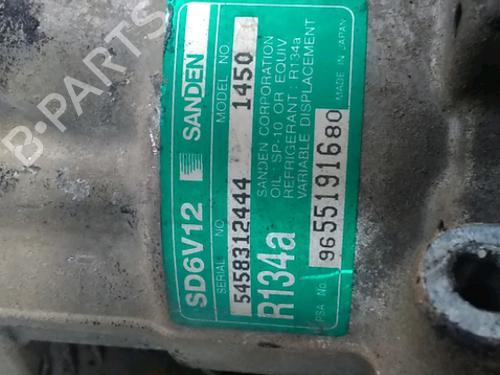 SD6V12 SANDEN
SERIAL NO. MODEL NO.
5458312444 1450
R134a
SANDEN CORPORATION
OIL: SP-10 OR EQUIV.
REFRIGERANT: R134a
VARIABLE DISPLACEMENT
PSA No. 9655191680
MADE IN JAPAN
B-PARTS